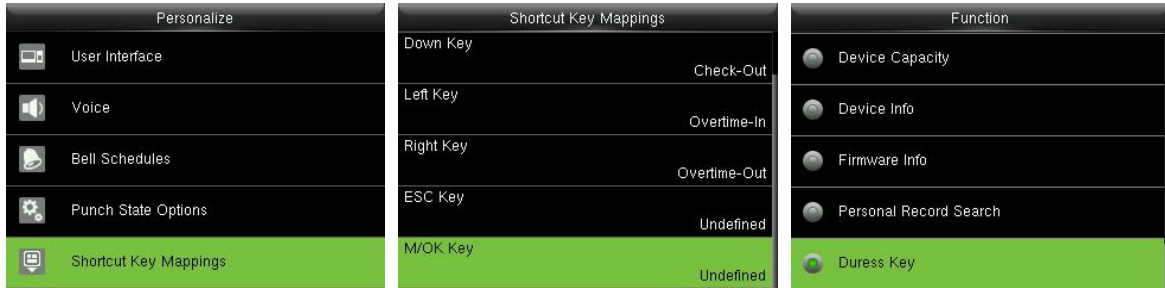 Personalize
User Interface
Voice
Bell Schedules
Punch State Options
Shortcut Key Mappings
Shortcut Key Mappings
Down Key
Check-Out
Left Key
Overtime-In
Right Key
Overtime-Out
ESC Key
Undefined
M/OK Key
Undefined
Function
Device Capacity
Device Info
Firmware Info
Personal Record Search
Duress Key